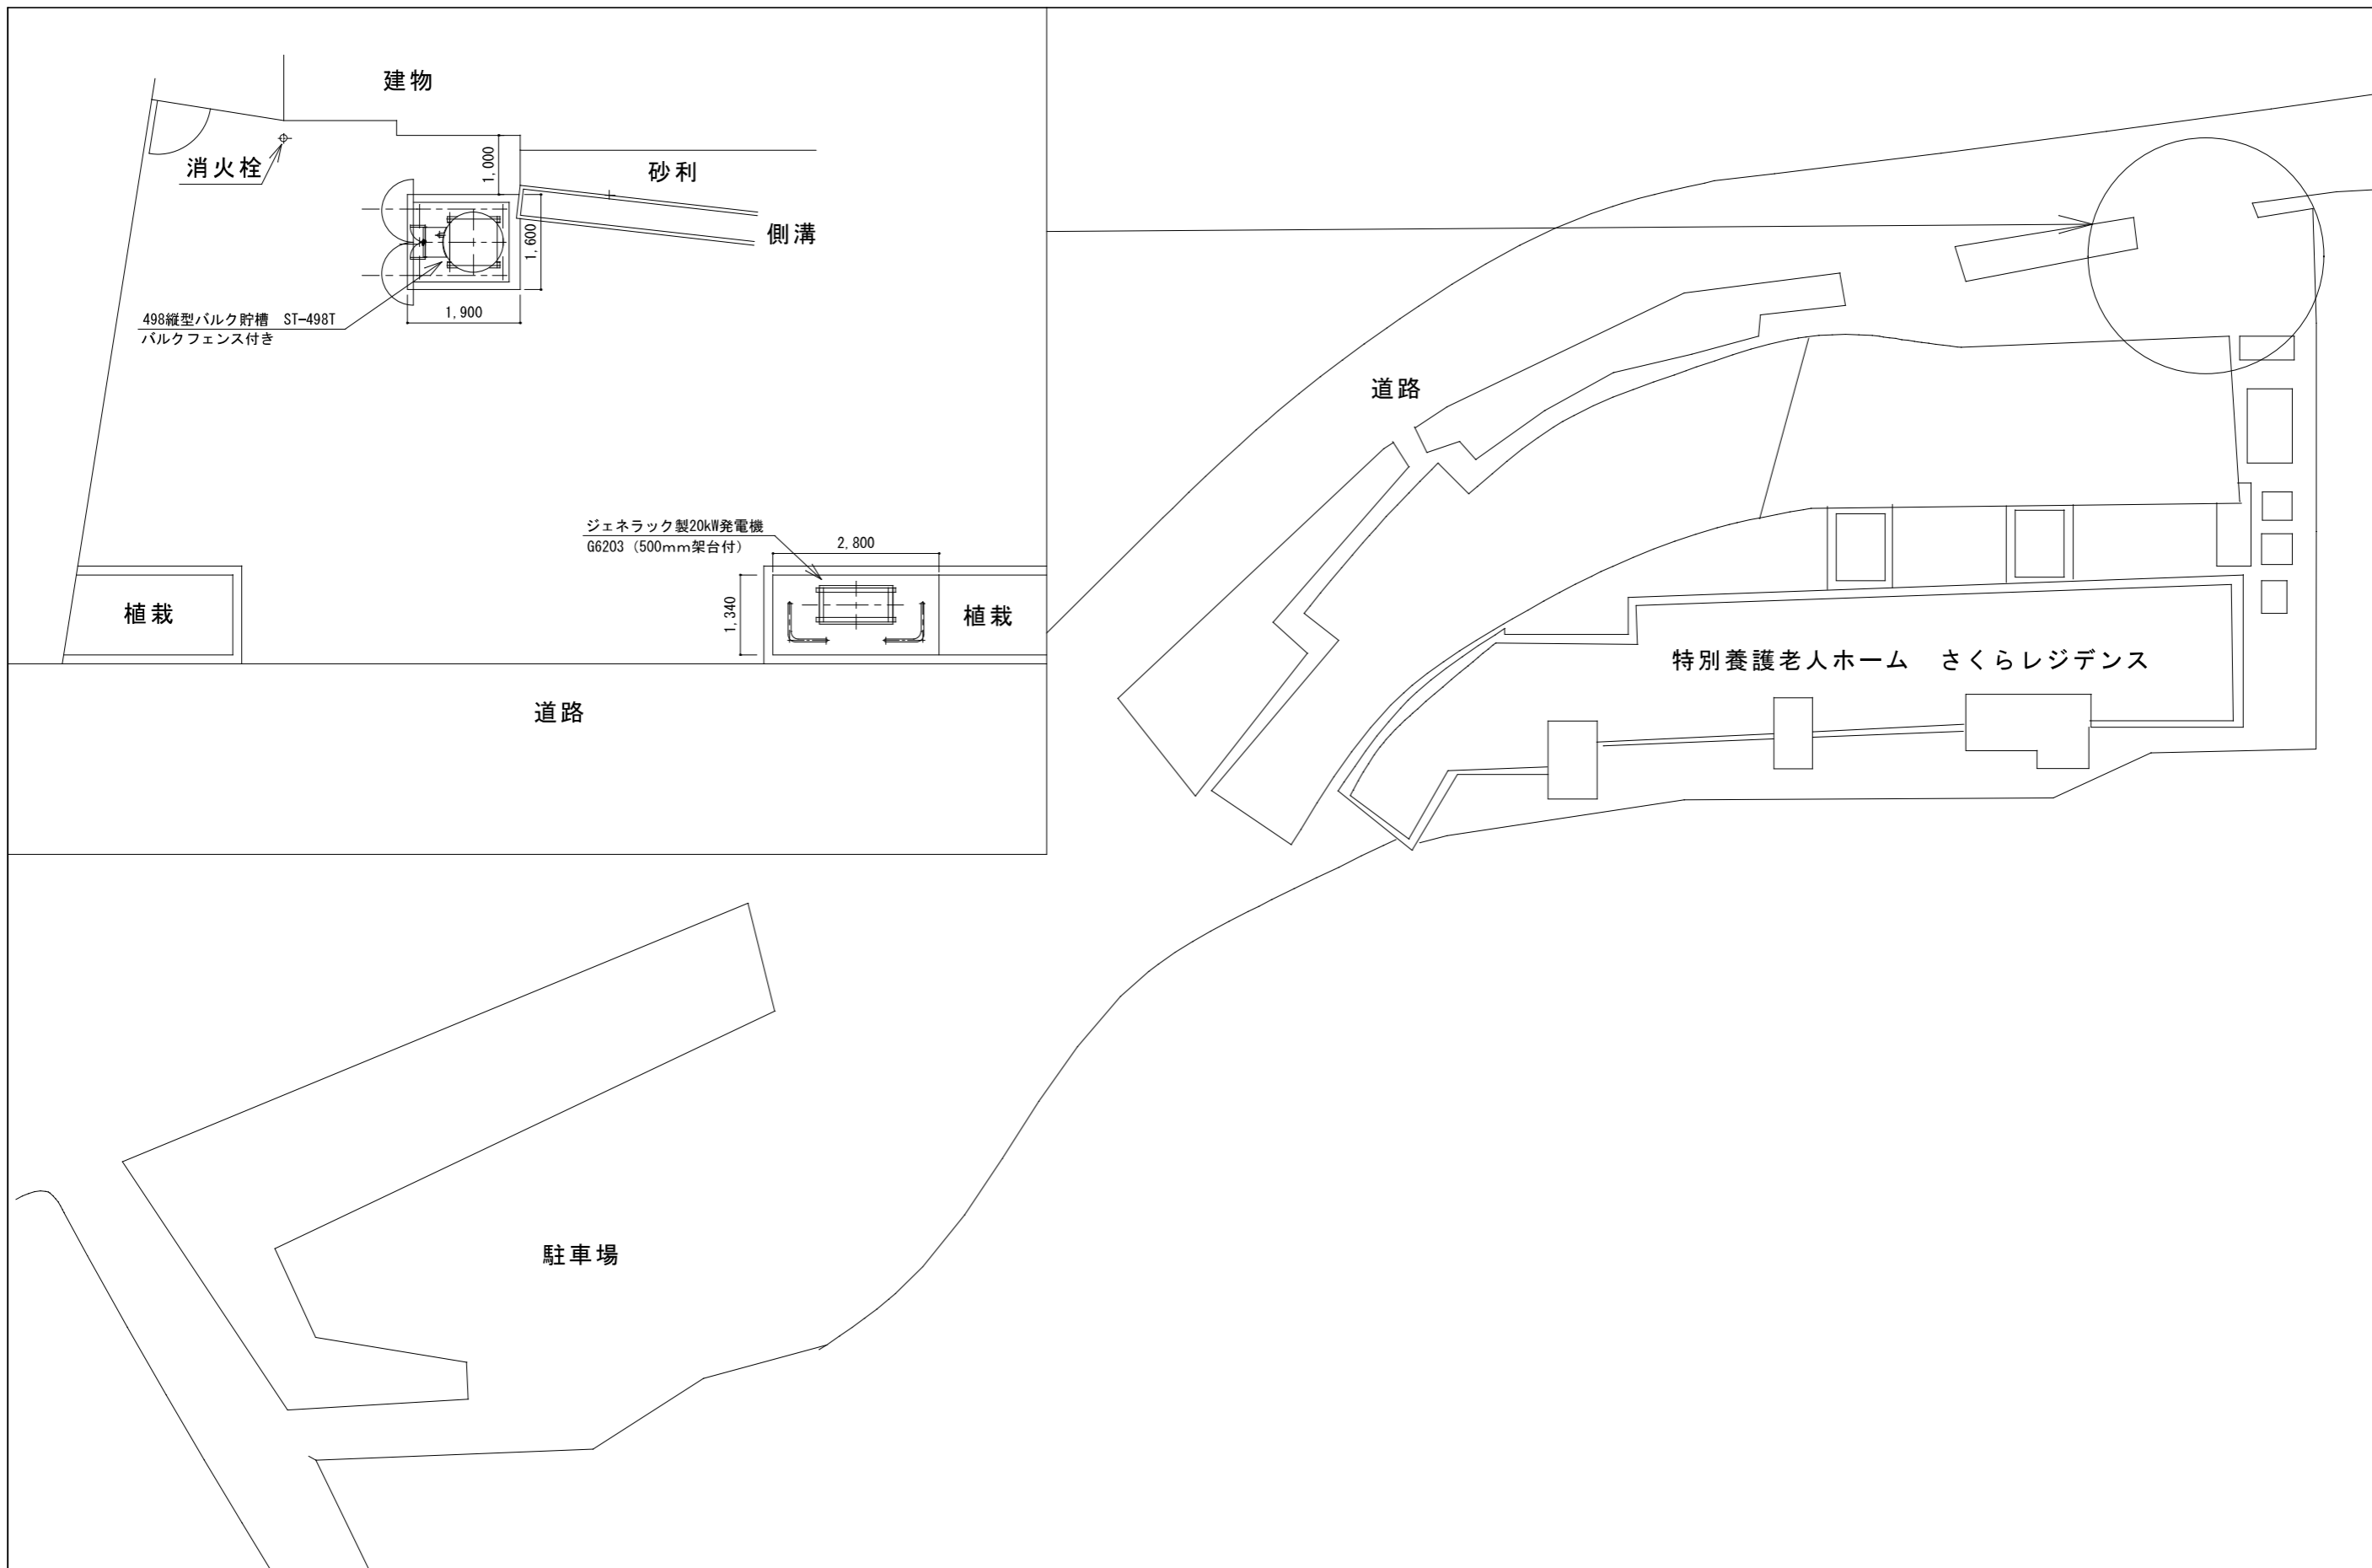 建物
消火栓
1,000
砂利
側溝
1,600
1,900
498縦型バルク貯槽　ST-498T
バルクフェンス付き
ジェネラック製20kW発電機
G6203（500mm架台付）
2,800
1,340
植栽
植栽
道路
道路
特別養護老人ホーム　さくらレジデンス
駐車場